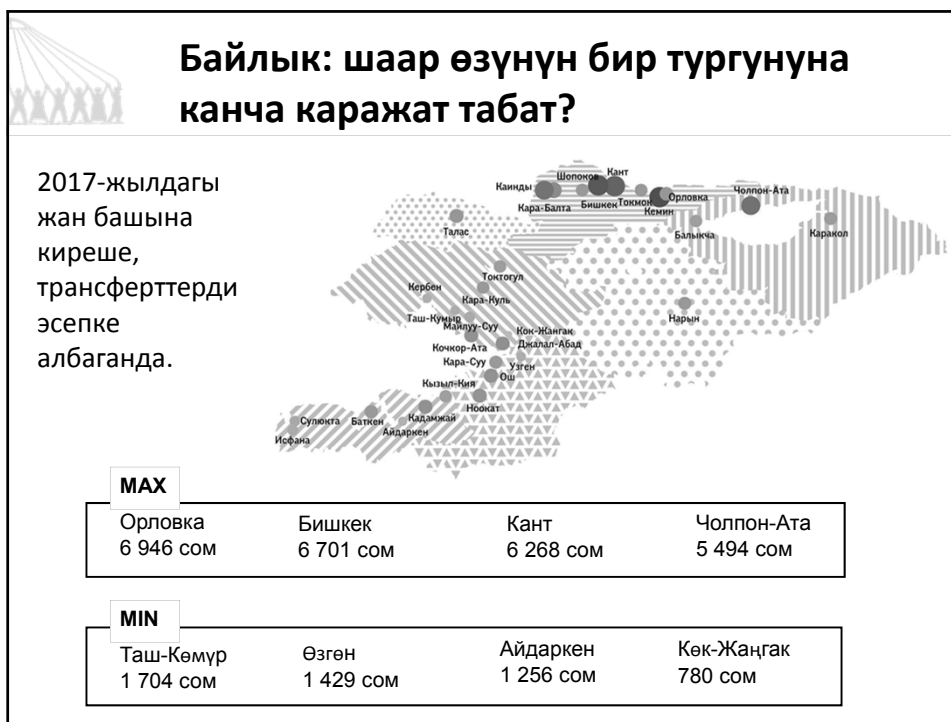 Байлык: шаар өзүнүн бир тургунуна
канча каражат табат?
2017-жылдагы
жан башына
киреше,
трансферттерди
эсепке
албаганда.
Каинды
Шопоков
Кант
Кара-Балта
Бишкек
Токмок
Кемин
Орловка
Чолпон-Ата
Балыкча
Каракол
Талас
Токтогул
Кербен
Кара-Куль
Нарын
Таш-Кумыр
Майлуу-Суу
Кок-Жангак
Кочкор-Ата
Джалал-Абад
Кара-Суу
Узген
Ош
Кызыл-Кия
Ноокат
Сулюкта
Баткен
Кадамжай
Айдаркен
Исфана
MAX
Орловка
6 946 сом
Бишкек
6 701 сом
Кант
6 268 сом
Чолпон-Ата
5 494 сом
MIN
Таш-Көмүр
1 704 сом
Өзгөн
1 429 сом
Айдаркен
1 256 сом
Көк-Жаңгак
780 сом